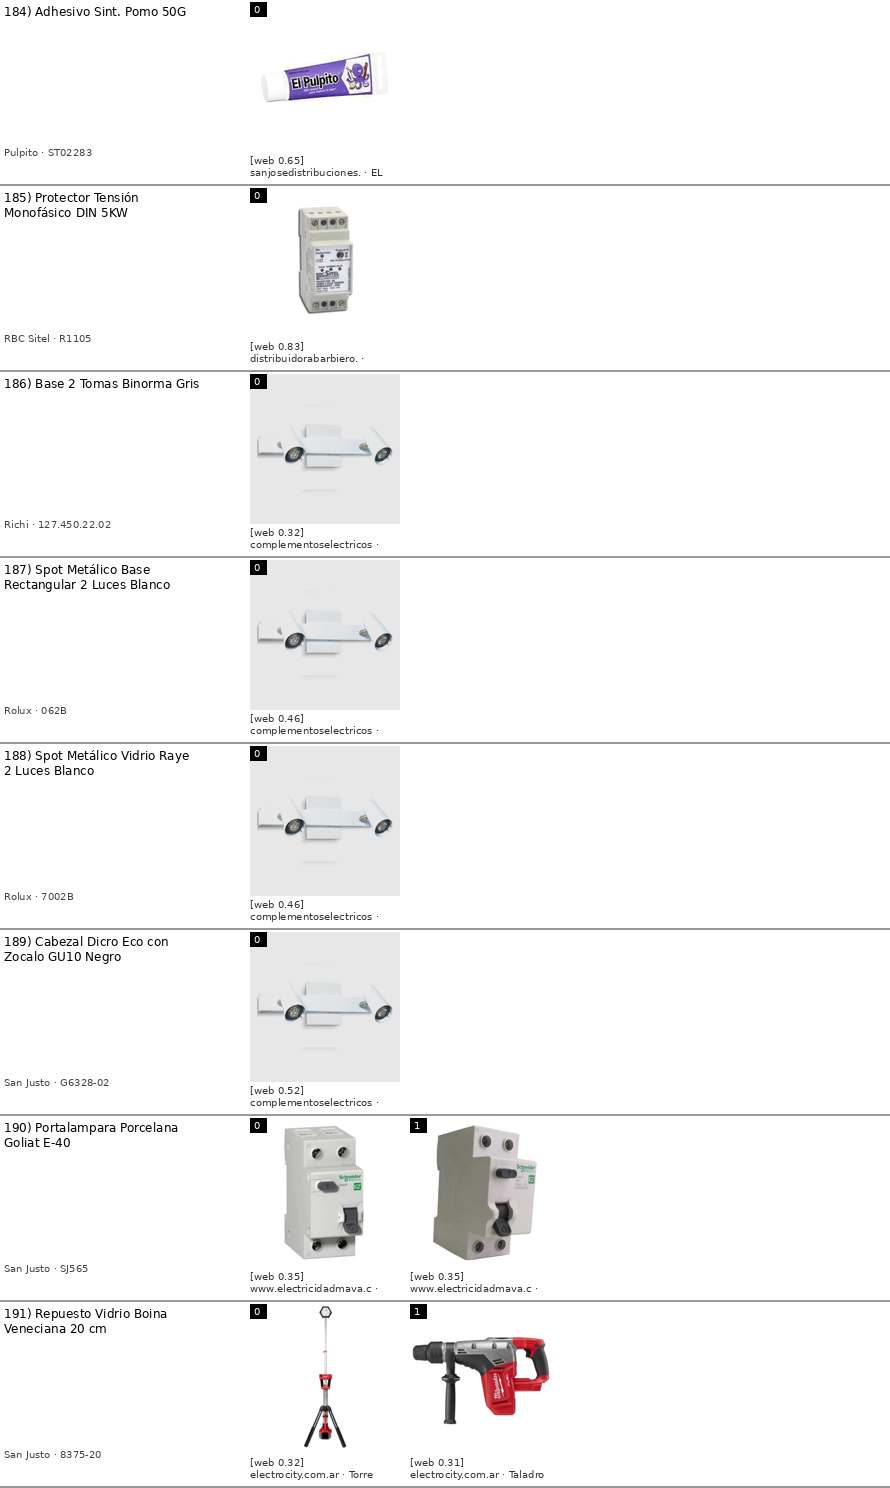 184) Adhesivo Sint. Pomo 50G
0
El Pulpito
Pulpito · ST02283
[web 0.65]
sanjosedistribuciones. · EL
185) Protector Tensión
Monofásico DIN 5KW
0
RBC Sitel · R1105
[web 0.83]
distribuidorabarbiero. ·
186) Base 2 Tomas Binorma Gris
0
Richi · 127.450.22.02
[web 0.32]
complementoselectricos ·
187) Spot Metálico Base
Rectangular 2 Luces Blanco
0
Rolux · 062B
[web 0.46]
complementoselectricos ·
188) Spot Metálico Vidrio Raye
2 Luces Blanco
0
Rolux · 7002B
[web 0.46]
complementoselectricos ·
189) Cabezal Dicro Eco con
Zocalo GU10 Negro
0
San Justo · G6328-02
[web 0.52]
complementoselectricos ·
190) Portalampara Porcelana
Goliat E-40
0
1
Schneider
Schneider
San Justo · SJ565
[web 0.35]
www.electricidadmava.c ·
[web 0.35]
www.electricidadmava.c ·
191) Repuesto Vidrio Boina
Veneciana 20 cm
0
1
Milwaukee
San Justo · 8375-20
[web 0.32]
electrocity.com.ar · Torre
[web 0.31]
electrocity.com.ar · Taladro